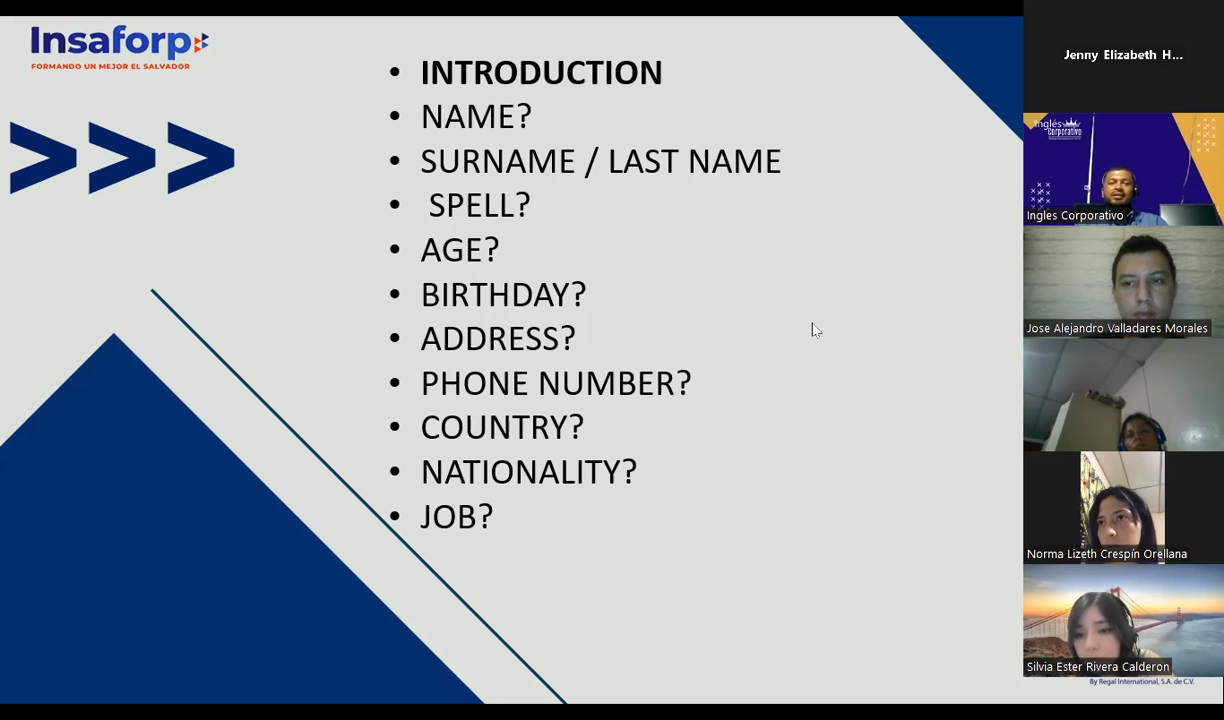 Insaforp
FORMANDO UN MEJOR EL SALVADOR
>>>
• INTRODUCTION
• NAME?
• SURNAME / LAST NAME
• SPELL?
• AGE?
• BIRTHDAY?
• ADDRESS?
• PHONE NUMBER?
• COUNTRY?
• NATIONALITY?
• JOB?
Jenny Elizabeth H...
Inglés
Corporativo
Ingles Corporativo
Jose Alejandro Valladares Morales
Norma Lizeth Crespín Orellana
Silvia Ester Rivera Calderon
By Regal International, S.A. de C.V.